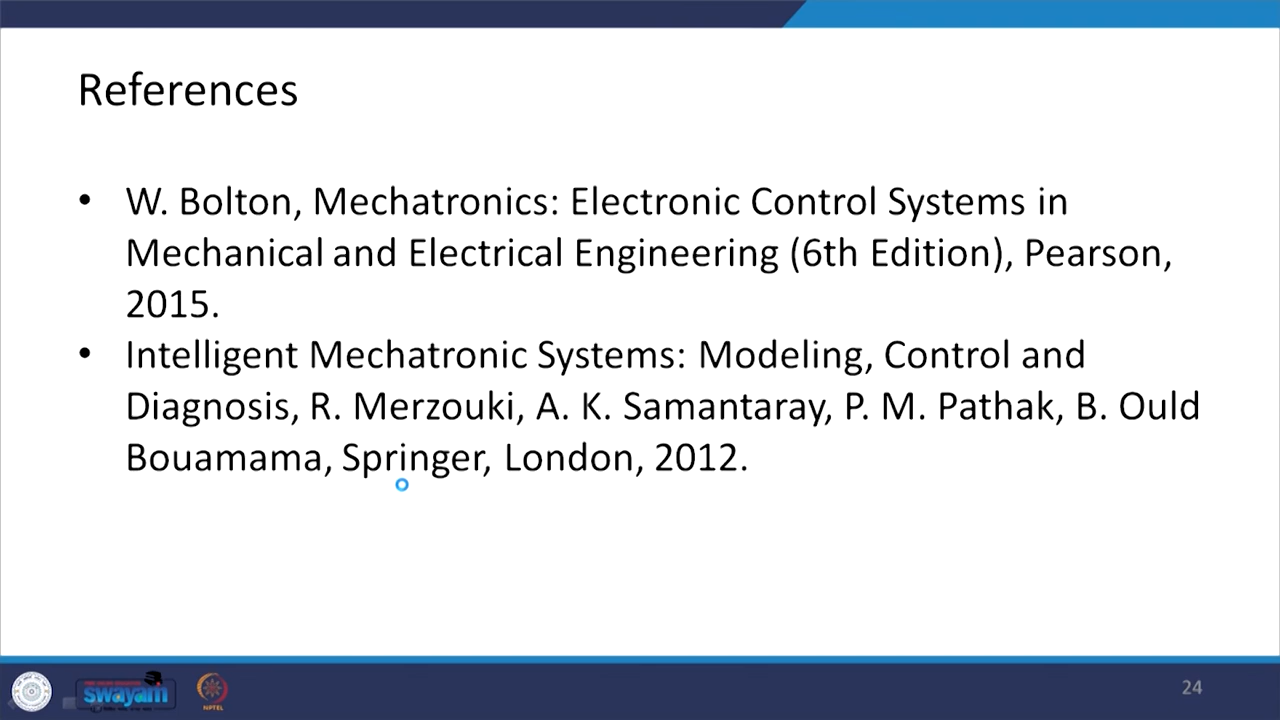 References
• W. Bolton, Mechatronics: Electronic Control Systems in
Mechanical and Electrical Engineering (6th Edition), Pearson,
2015.
• Intelligent Mechatronic Systems: Modeling, Control and
Diagnosis, R. Merzouki, A. K. Samantaray, P. M. Pathak, B. Ould
Bouamama, Springer, London, 2012.
swayam
NPTEL
24